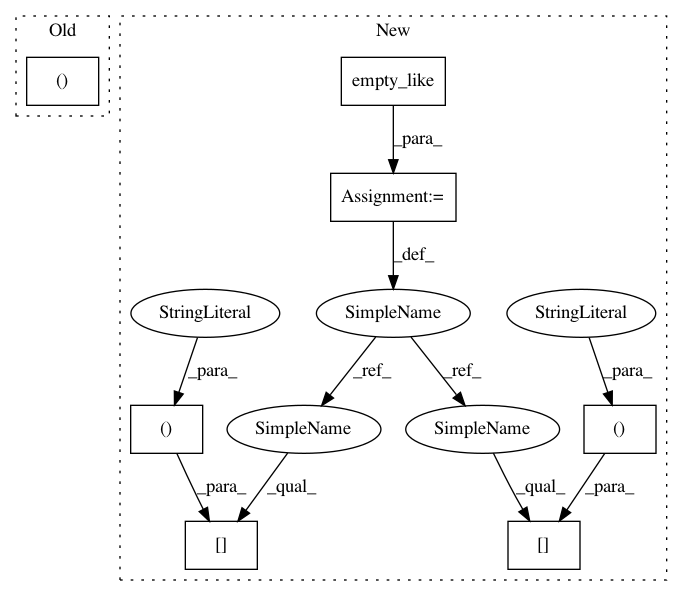 Old
New
()
empty_like
_para_
Assignment:=
_def_
StringLiteral
SimpleName
StringLiteral
_para_
_ref_
_ref_
_para_
()
SimpleName
SimpleName
()
_para_
_qual_
_qual_
_para_
[]
[]